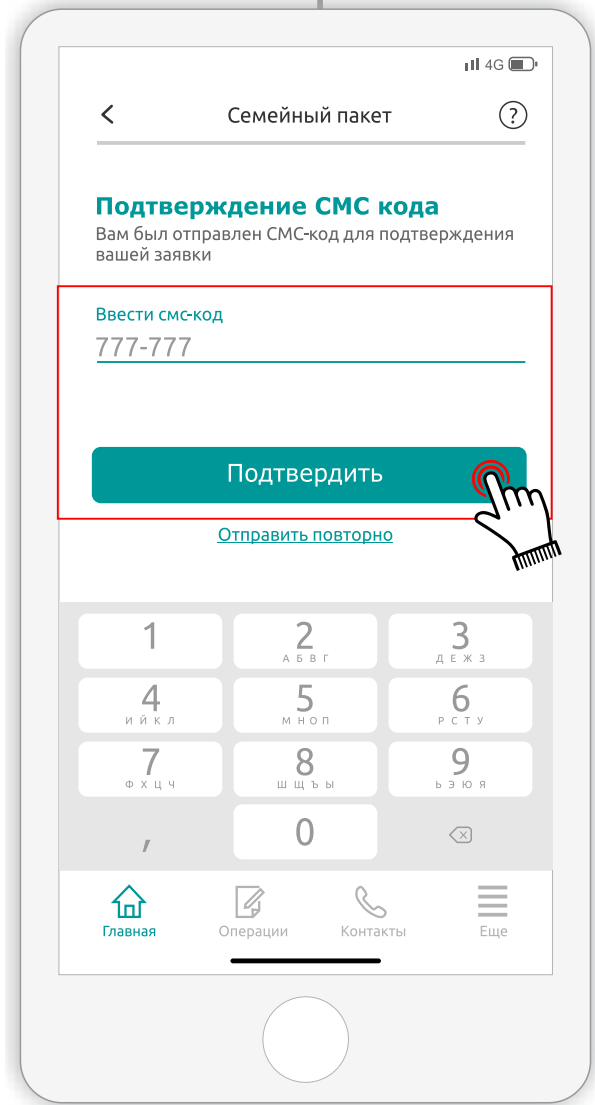 4G
Семейный пакет
?
Подтверждение СМС кода
Вам был отправлен СМС-код для подтверждения
вашей заявки
Ввести смс-код
777-777
Подтвердить
Отправить повторно
1 2 3
А Б В Г Д Е Ж З
4 5 6
И Й К Л М Н О П Р С Т У
7 8 9
Ф Х Ц Ч Ш Щ Ъ Ы Ь Э Ю Я
, 0
Главная Операции Контакты Еще